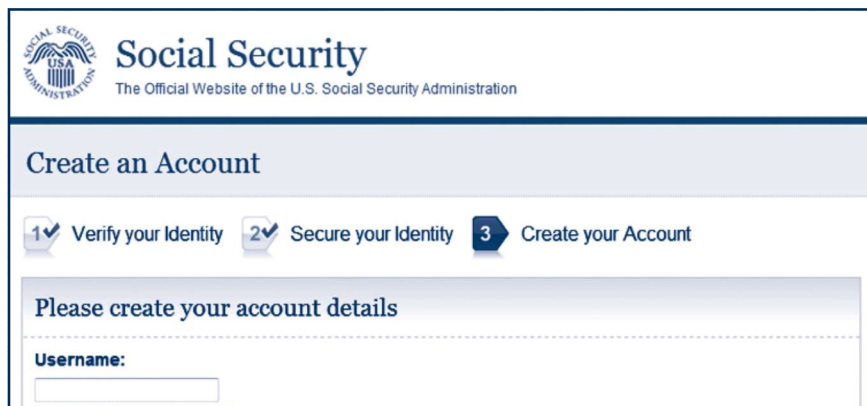 SOCIAL SECURITY ADMINISTRATION
USA
Social Security
The Official Website of the U.S. Social Security Administration
Create an Account
1 Verify your Identity 2 Secure your Identity 3 Create your Account
Please create your account details
Username: